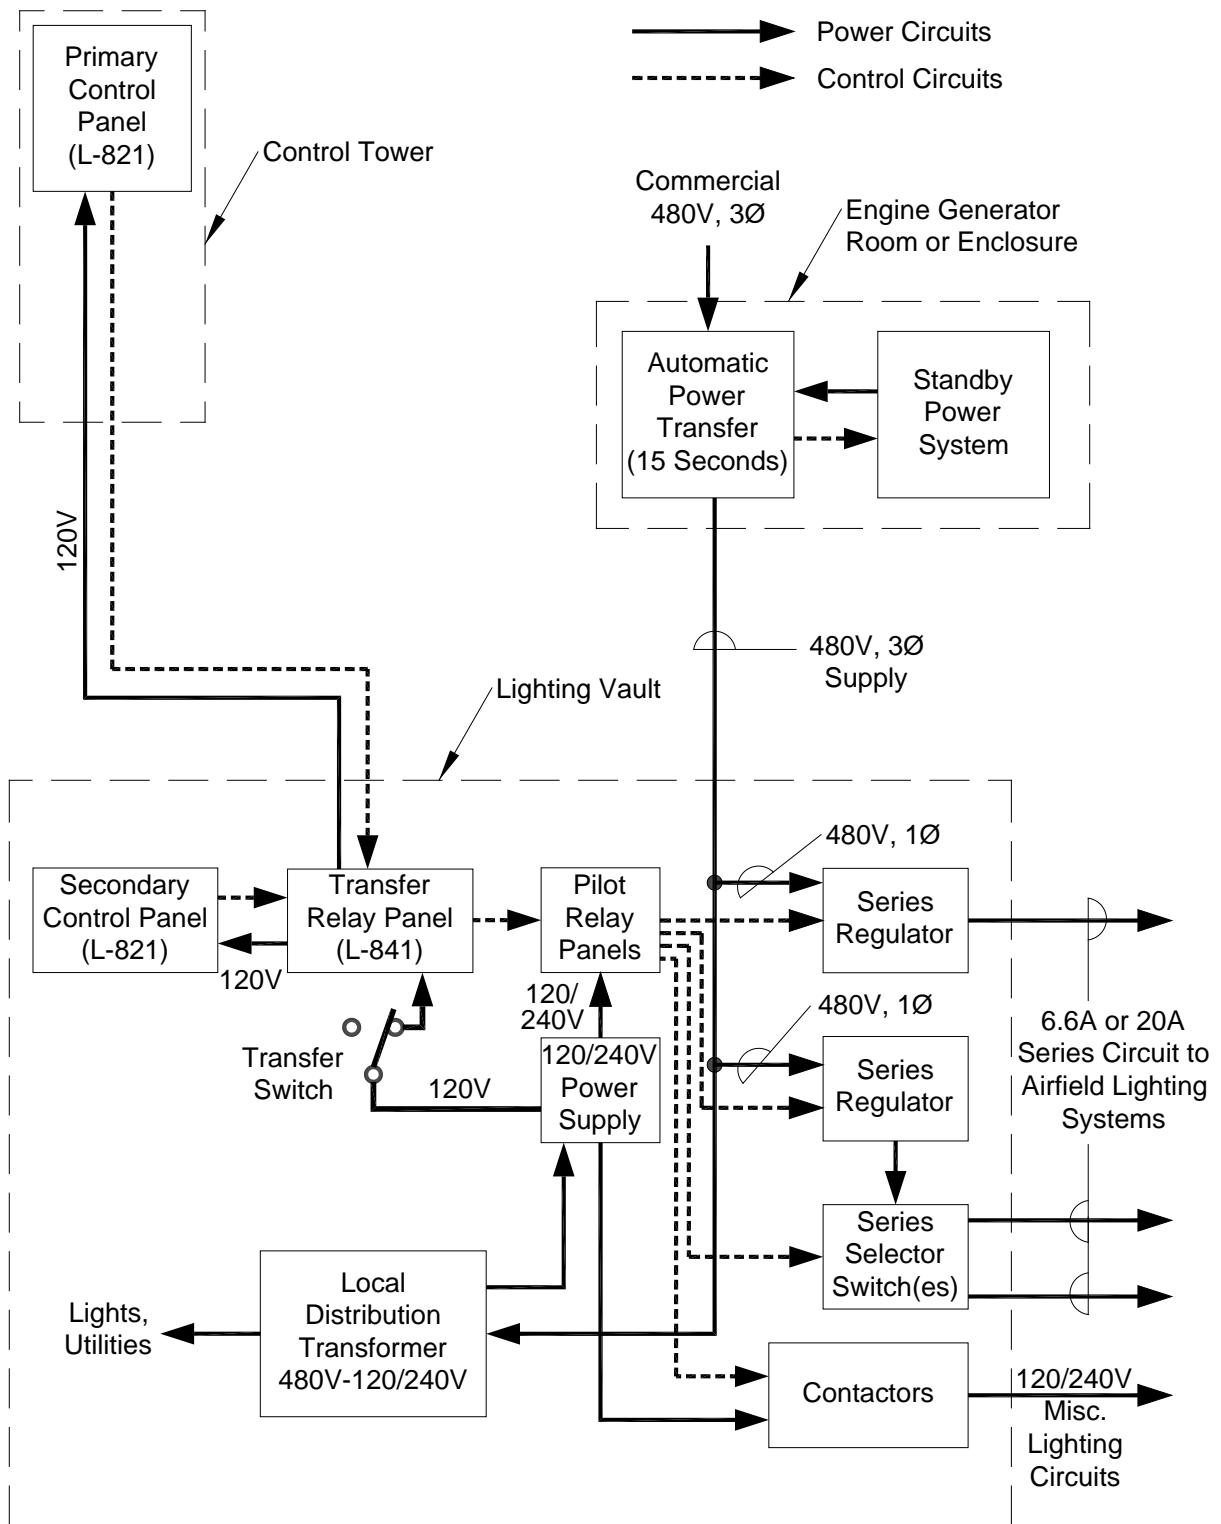 Primary
Control
Panel
(L-821)
Power Circuits
Control Circuits
Control Tower
Commercial
480V, 3Ø
Engine Generator
Room or Enclosure
Automatic
Power
Transfer
(15 Seconds)
Standby
Power
System
120V
480V, 3Ø
Supply
Lighting Vault
480V, 1Ø
Secondary
Control Panel
(L-821)
Transfer
Relay Panel
(L-841)
Pilot
Relay
Panels
Series
Regulator
120V
120/
240V
480V, 1Ø
6.6A or 20A
Series Circuit to
Airfield Lighting
Systems
Transfer
Switch
120V
120/240V
Power
Supply
Series
Regulator
Series
Selector
Switch(es)
Lights,
Utilities
Local
Distribution
Transformer
480V-120/240V
Contactors
120/240V
Misc.
Lighting
Circuits